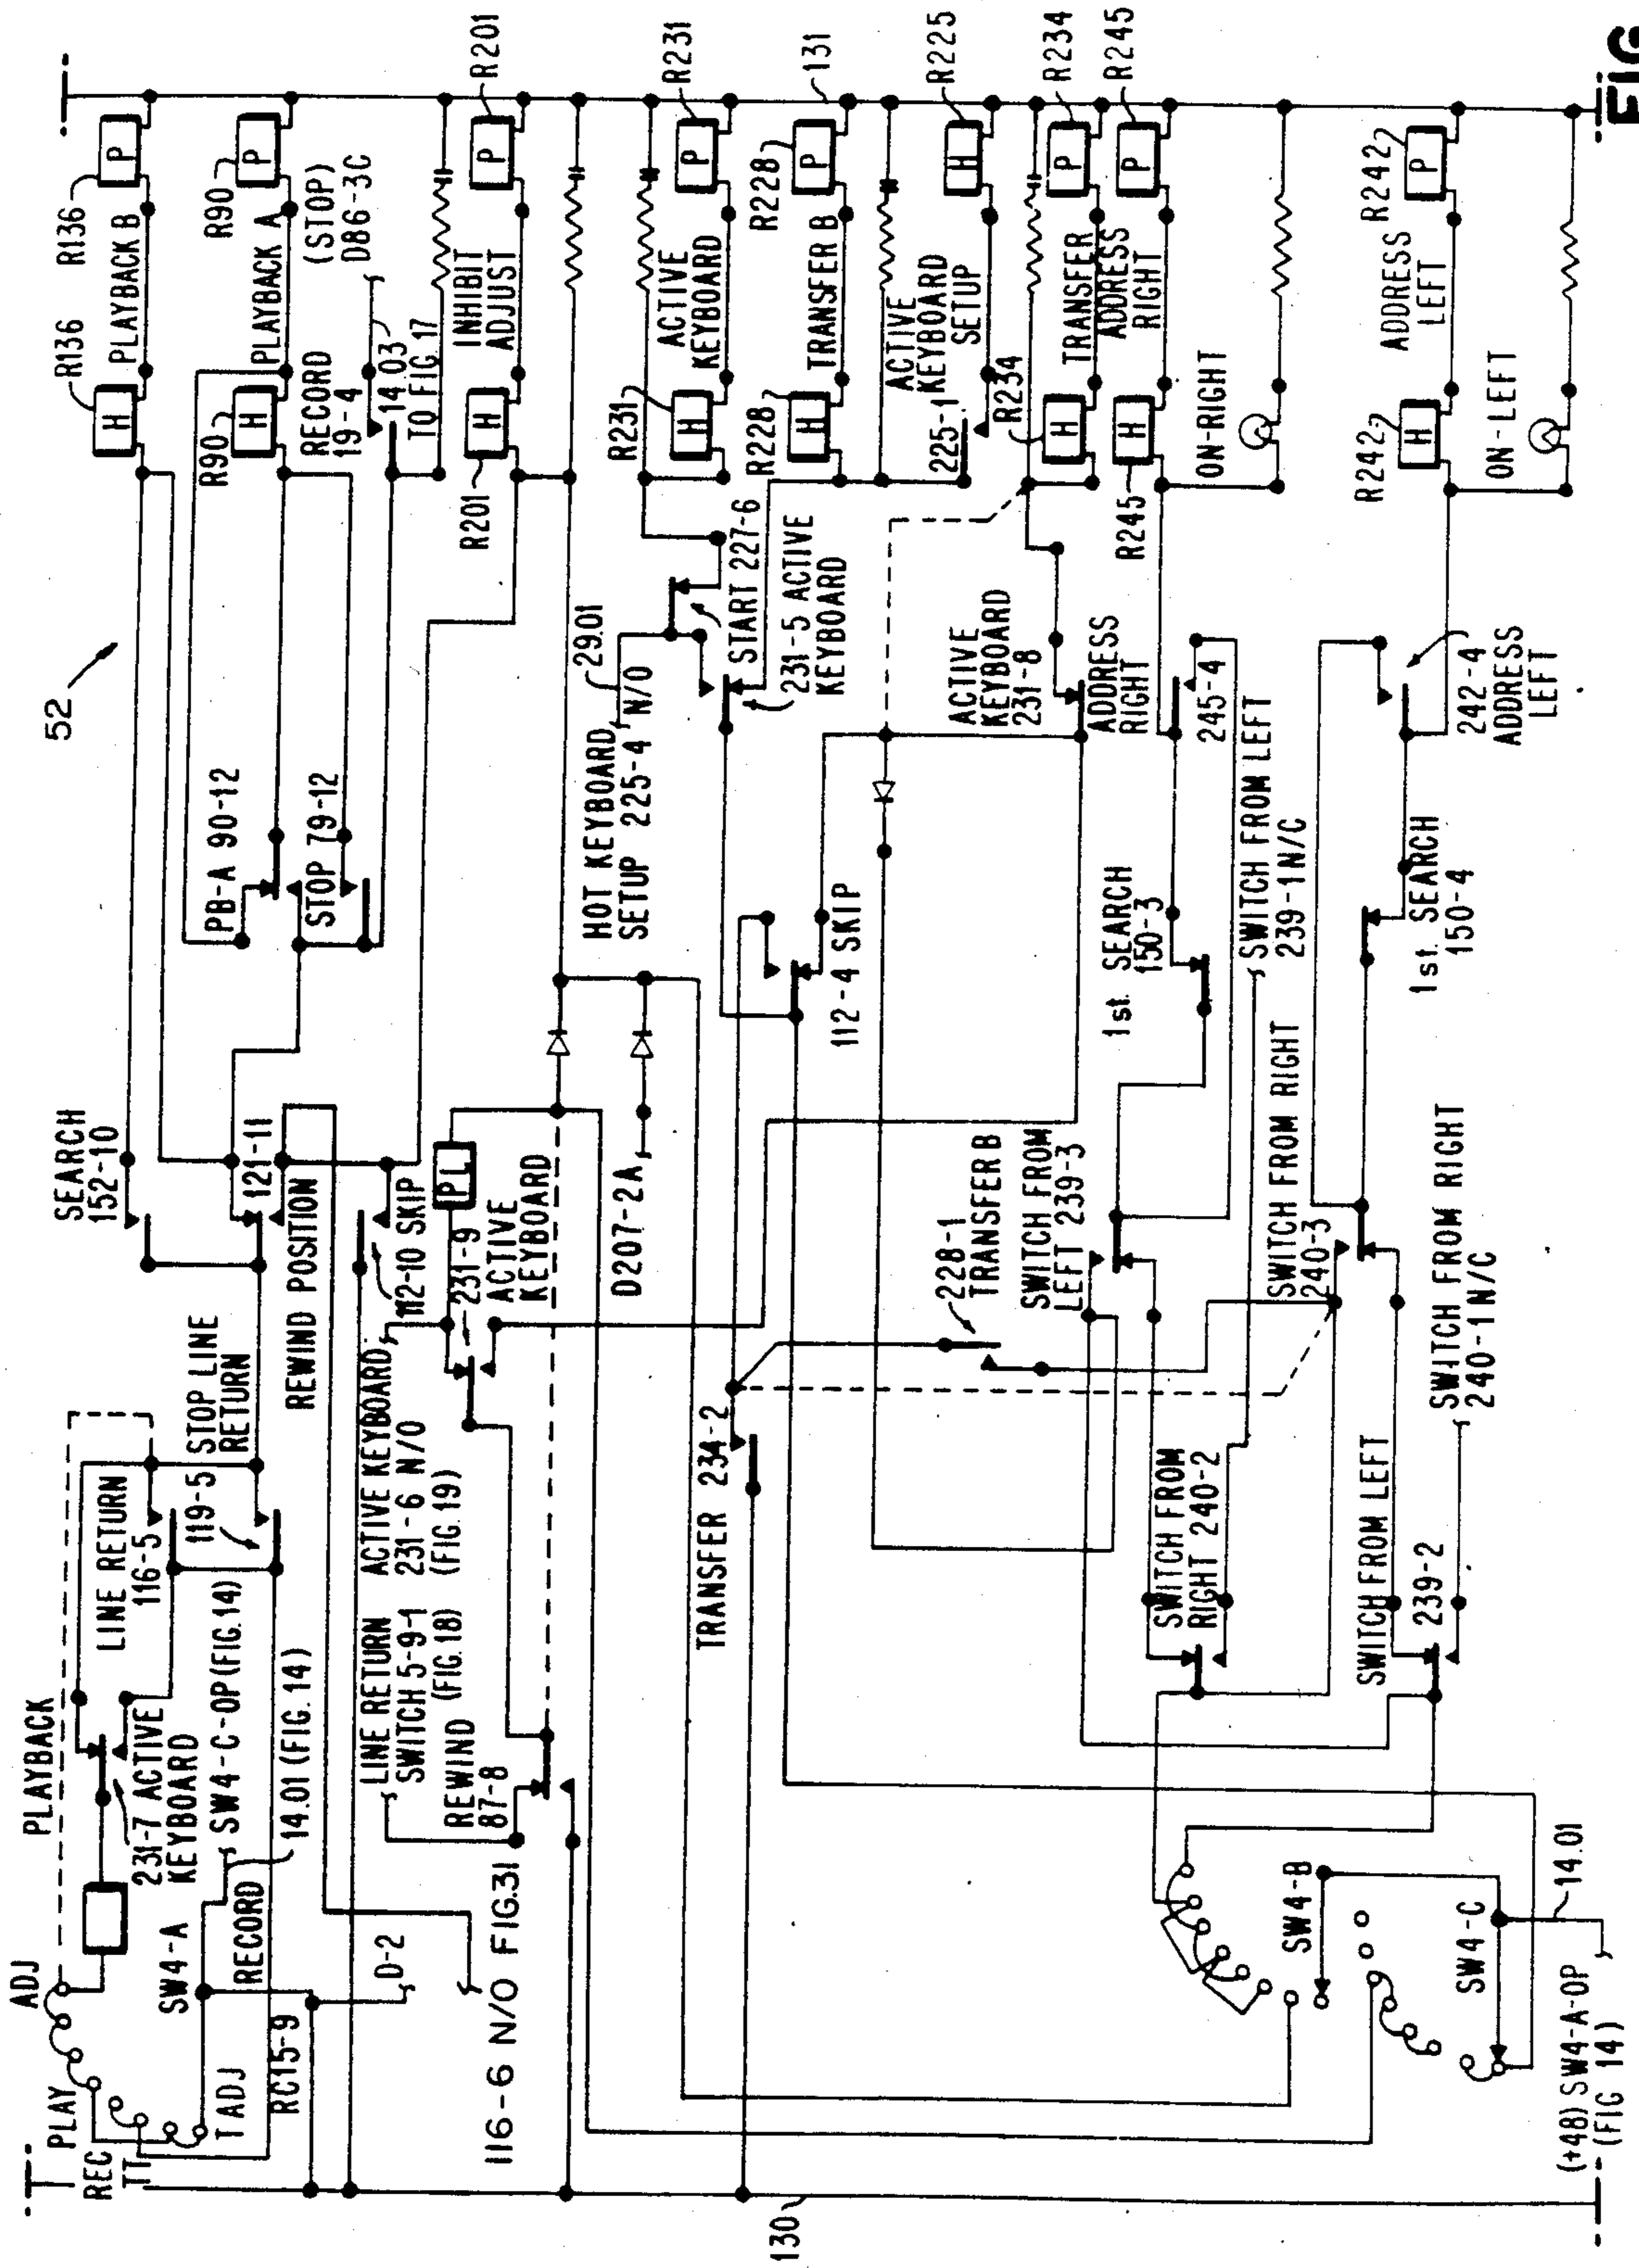 52
R136
R136
H
P
PLAYBACK B
R90
R90
H
P
PLAYBACK A
(STOP)
D86-3C
RECORD
19-4
14.03
TO FIG 17
R201
R201
H
P
INHIBIT
ADJUST
R231
R231
H
P
ACTIVE
KEYBOARD
R228
R228
H
P
TRANSFER B
131
R225
H
ACTIVE
KEYBOARD
SETUP
225-1
R234
R234
H
P
TRANSFER
R245
R245
H
P
ADDRESS
RIGHT
ON-RIGHT
R242
R242
H
P
ADDRESS
LEFT
ON-LEFT
FIG
PB-A 90-12
STOP 79-12
SEARCH
152-10
121-11
REWIND POSITION
112-10 SKIP
STOP LINE
RETURN
119-5
LINE RETURN
116-5
PLAYBACK
231-7 ACTIVE
KEYBOARD
ADJ
PLAY
REC
TT
T ADJ
SW4-A
SW4-C-OP (FIG.14)
RECORD
14.01 (FIG. 14)
RC15-9
D-2
116-6 N/O FIG.31
LINE RETURN
SWITCH 5-9-1
(FIG.18)
REWIND
87-8
ACTIVE KEYBOARD
231-6 N/O
(FIG. 19)
231-9
ACTIVE
KEYBOARD
PL
D207-2A
HOT KEYBOARD
SETUP 225-4 N/O
29.01
START 227-6
231-5 ACTIVE
KEYBOARD
112-4 SKIP
ACTIVE
KEYBOARD
231-8
ADDRESS
RIGHT
245-4
1st. SEARCH
150-3
SWITCH FROM LEFT
239-1N/C
TRANSFER 234-2
228-1
TRANSFER B
SWITCH FROM
LEFT 239-3
SWITCH FROM
RIGHT 240-2
SWITCH FROM RIGHT
240-3
242-4
ADDRESS
LEFT
1st. SEARCH
150-4
SWITCH FROM RIGHT
240-1N/C
SWITCH FROM LEFT
239-2
SW4-B
SW4-C
14.01
(+48) SW4-A-OP
(FIG 14)
130